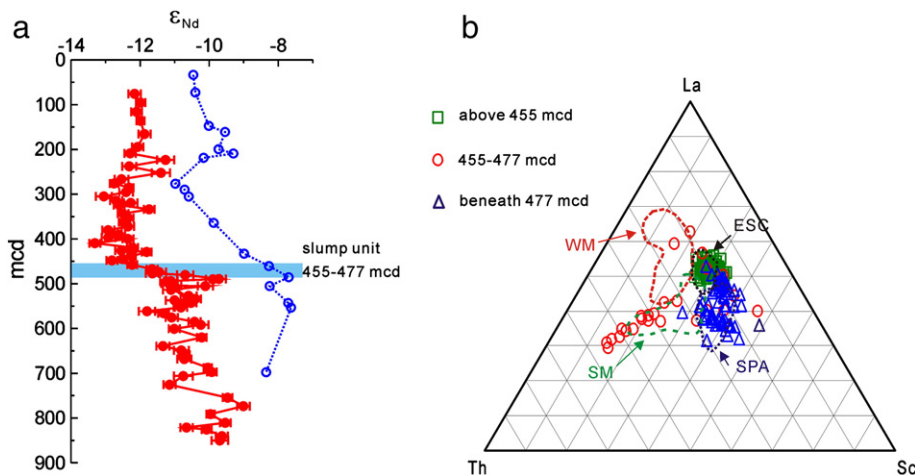 a
εNd
-14 -12 -10 -8
0
100
200
300
400
500
600
700
800
900
mcd
slump unit
455-477 mcd
b
above 455 mcd
455-477 mcd
beneath 477 mcd
La
ESC
WM
SM
SPA
Th
Sc